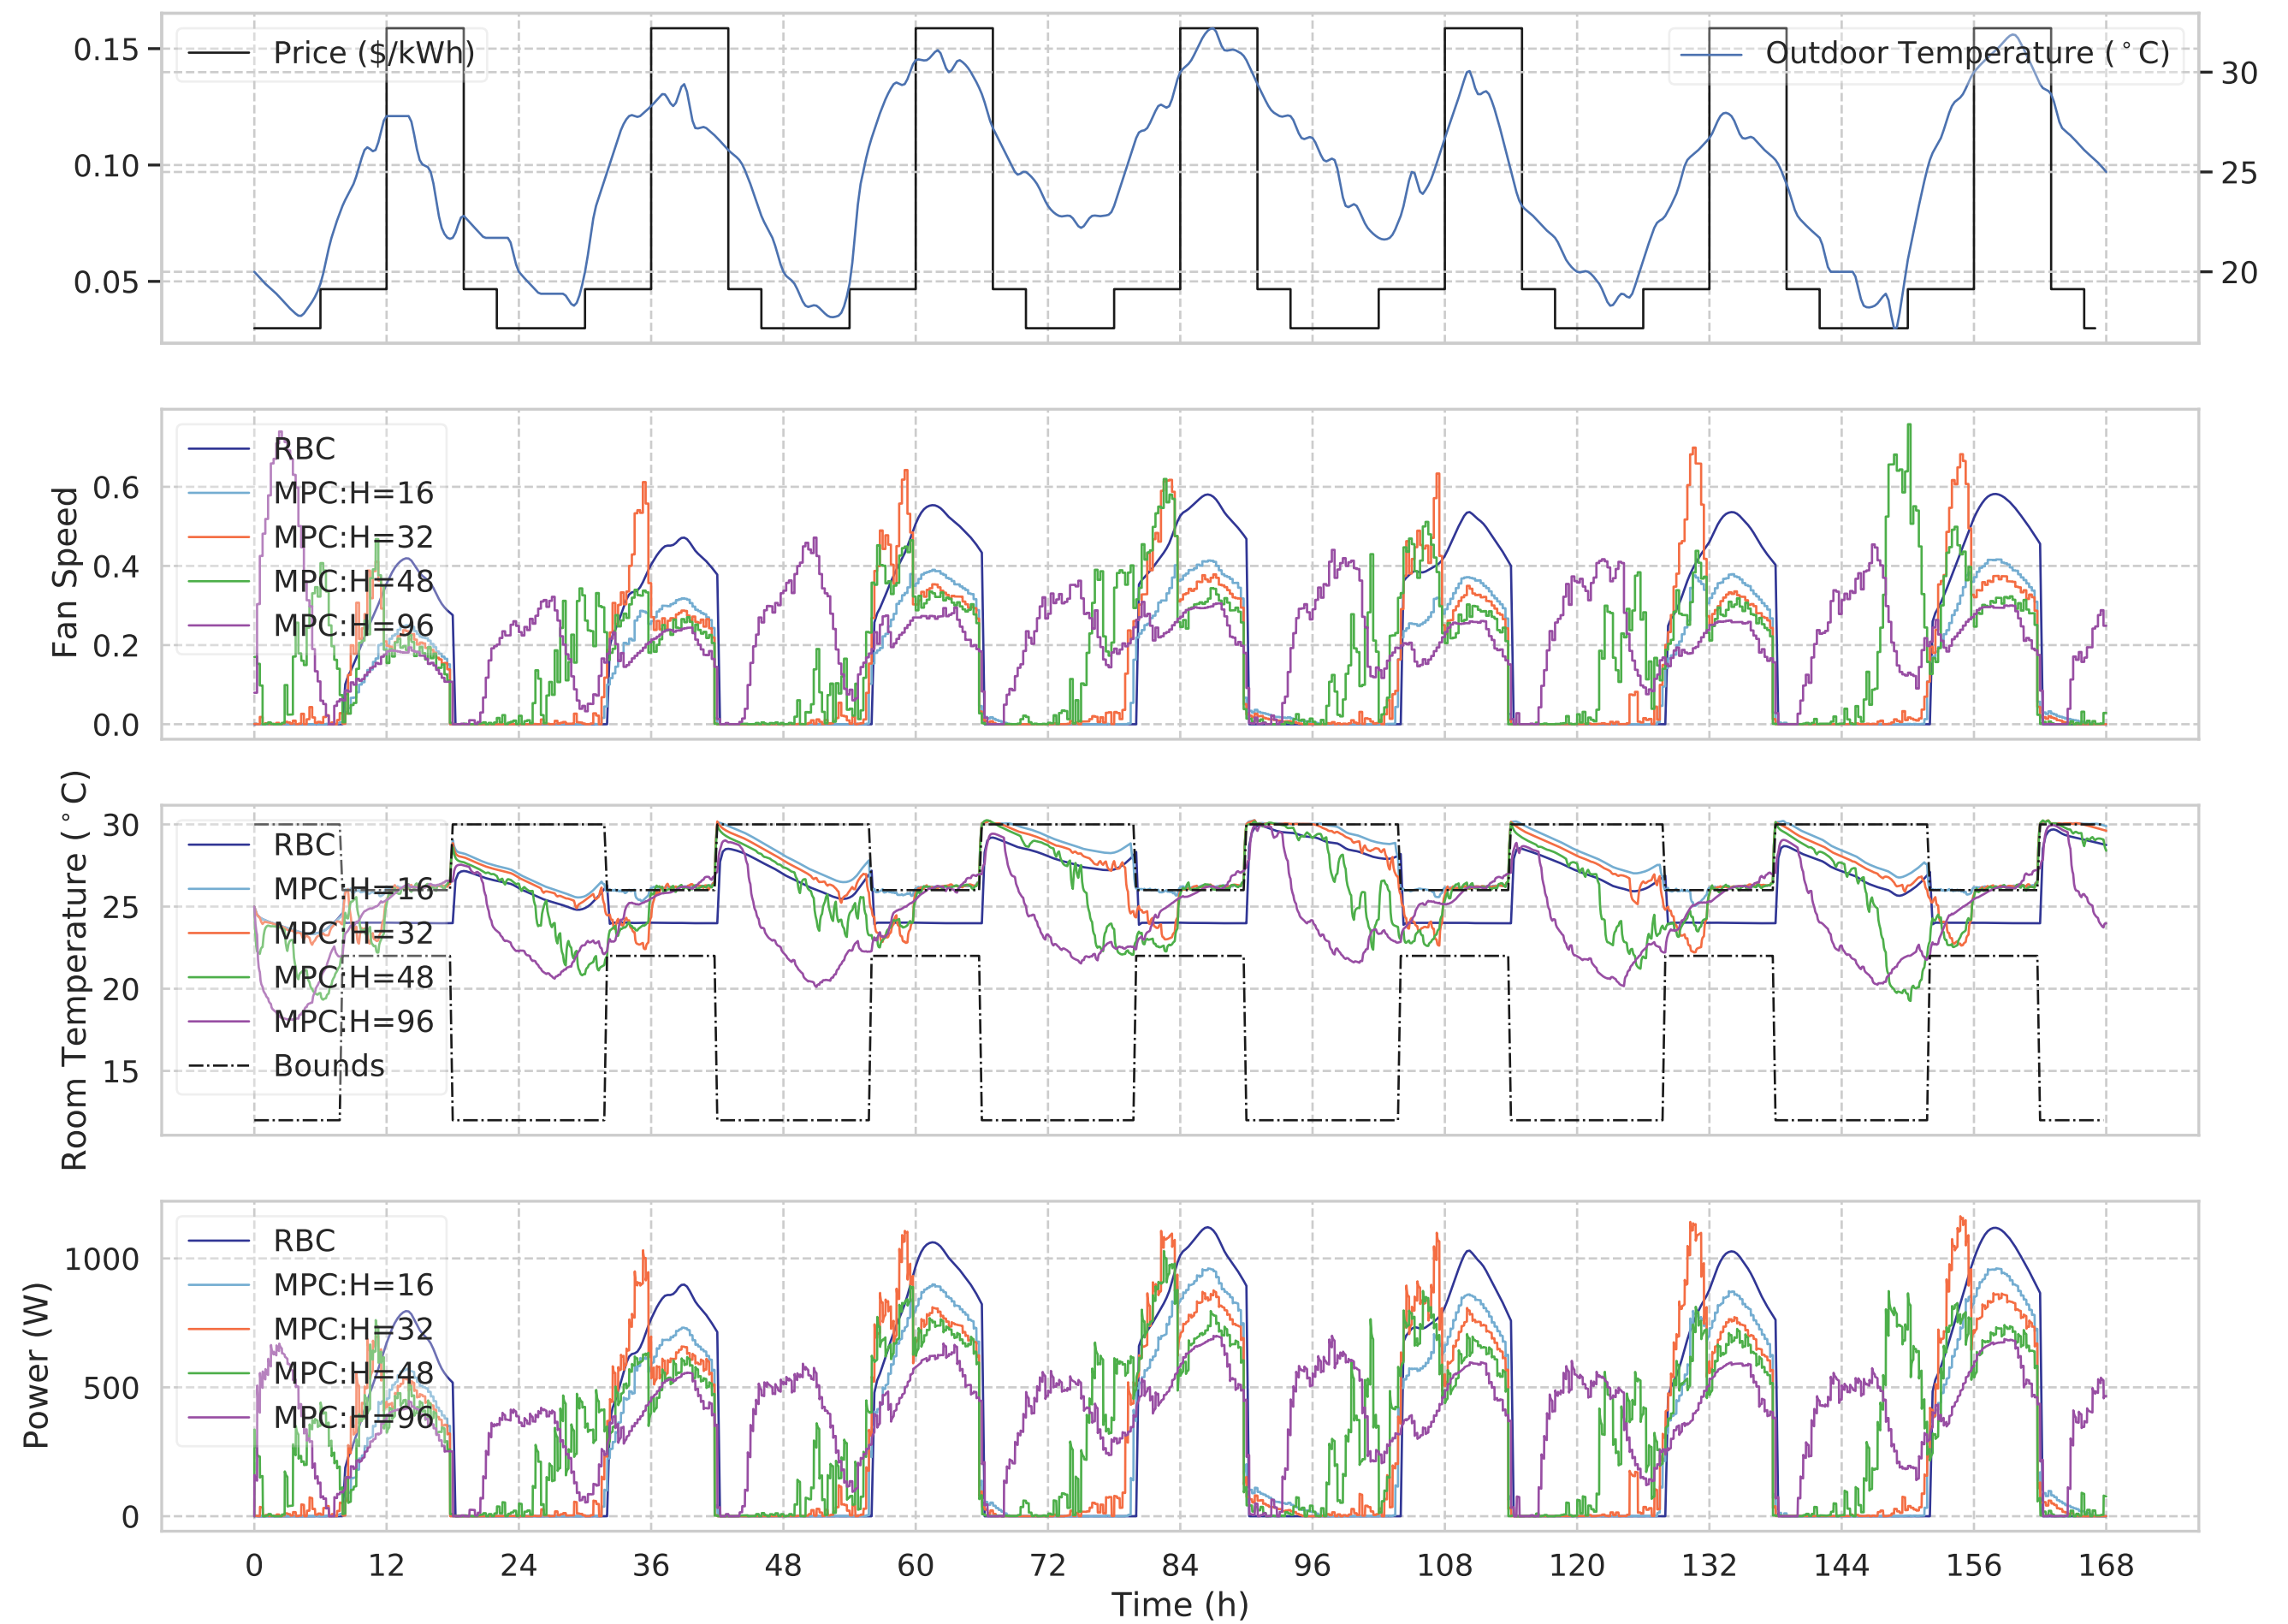 Price ($/kWh)
Outdoor Temperature (°C)
0.15
0.10
0.05
30
25
20
Fan Speed
0.6
0.4
0.2
0.0
RBC
MPC:H=16
MPC:H=32
MPC:H=48
MPC:H=96
Room Temperature (°C)
30
25
20
15
RBC
MPC:H=16
MPC:H=32
MPC:H=48
MPC:H=96
Bounds
Power (W)
1000
500
0
RBC
MPC:H=16
MPC:H=32
MPC:H=48
MPC:H=96
0 12 24 36 48 60 72 84 96 108 120 132 144 156 168
Time (h)